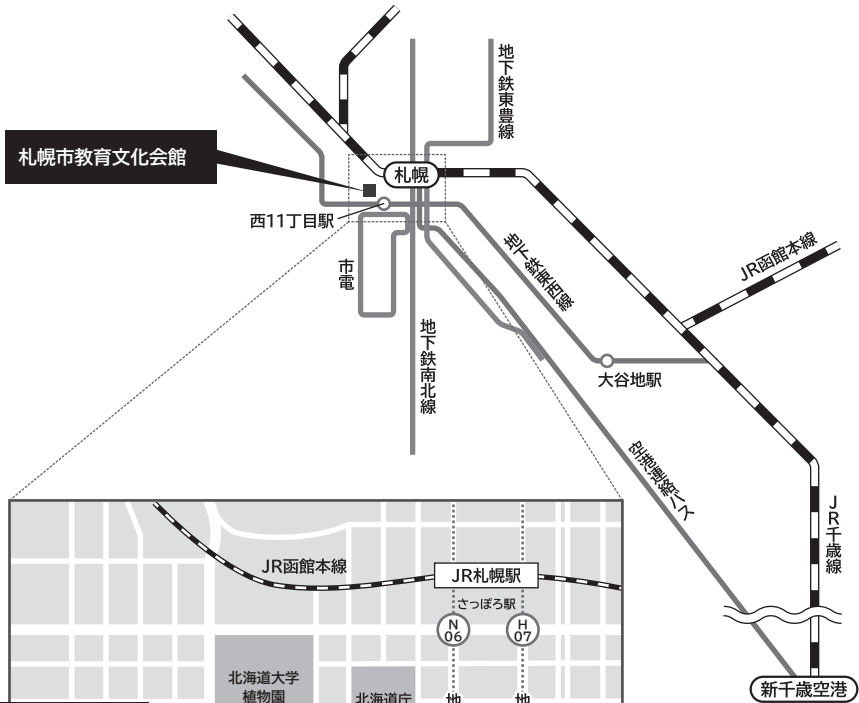 地下鉄東豊線
札幌市教育文化会館
札幌
西11丁目駅
市電
地下鉄東西線
JR函館本線
地下鉄南北線
大谷地駅
空港連絡バス
JR千歳線
新千歳空港
JR函館本線
JR札幌駅
さっぽろ駅
N
06
H
07
北海道大学
植物園
北海道庁
地
地